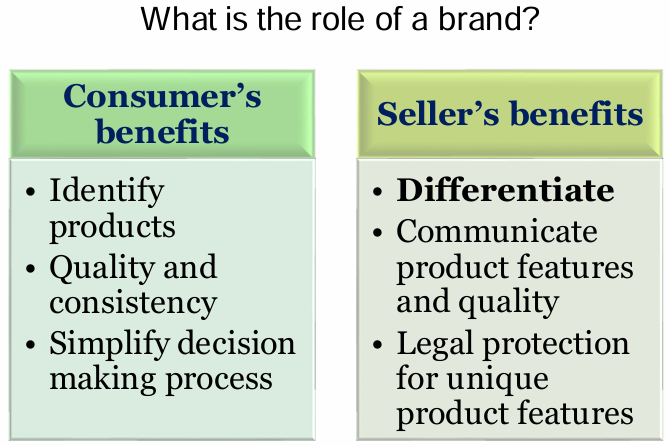 What is the role of a brand?
Consumer’s
benefits
• Identify
products
• Quality and
consistency
• Simplify decision
making process
Seller’s benefits
• Differentiate
• Communicate
product features
and quality
• Legal protection
for unique
product features